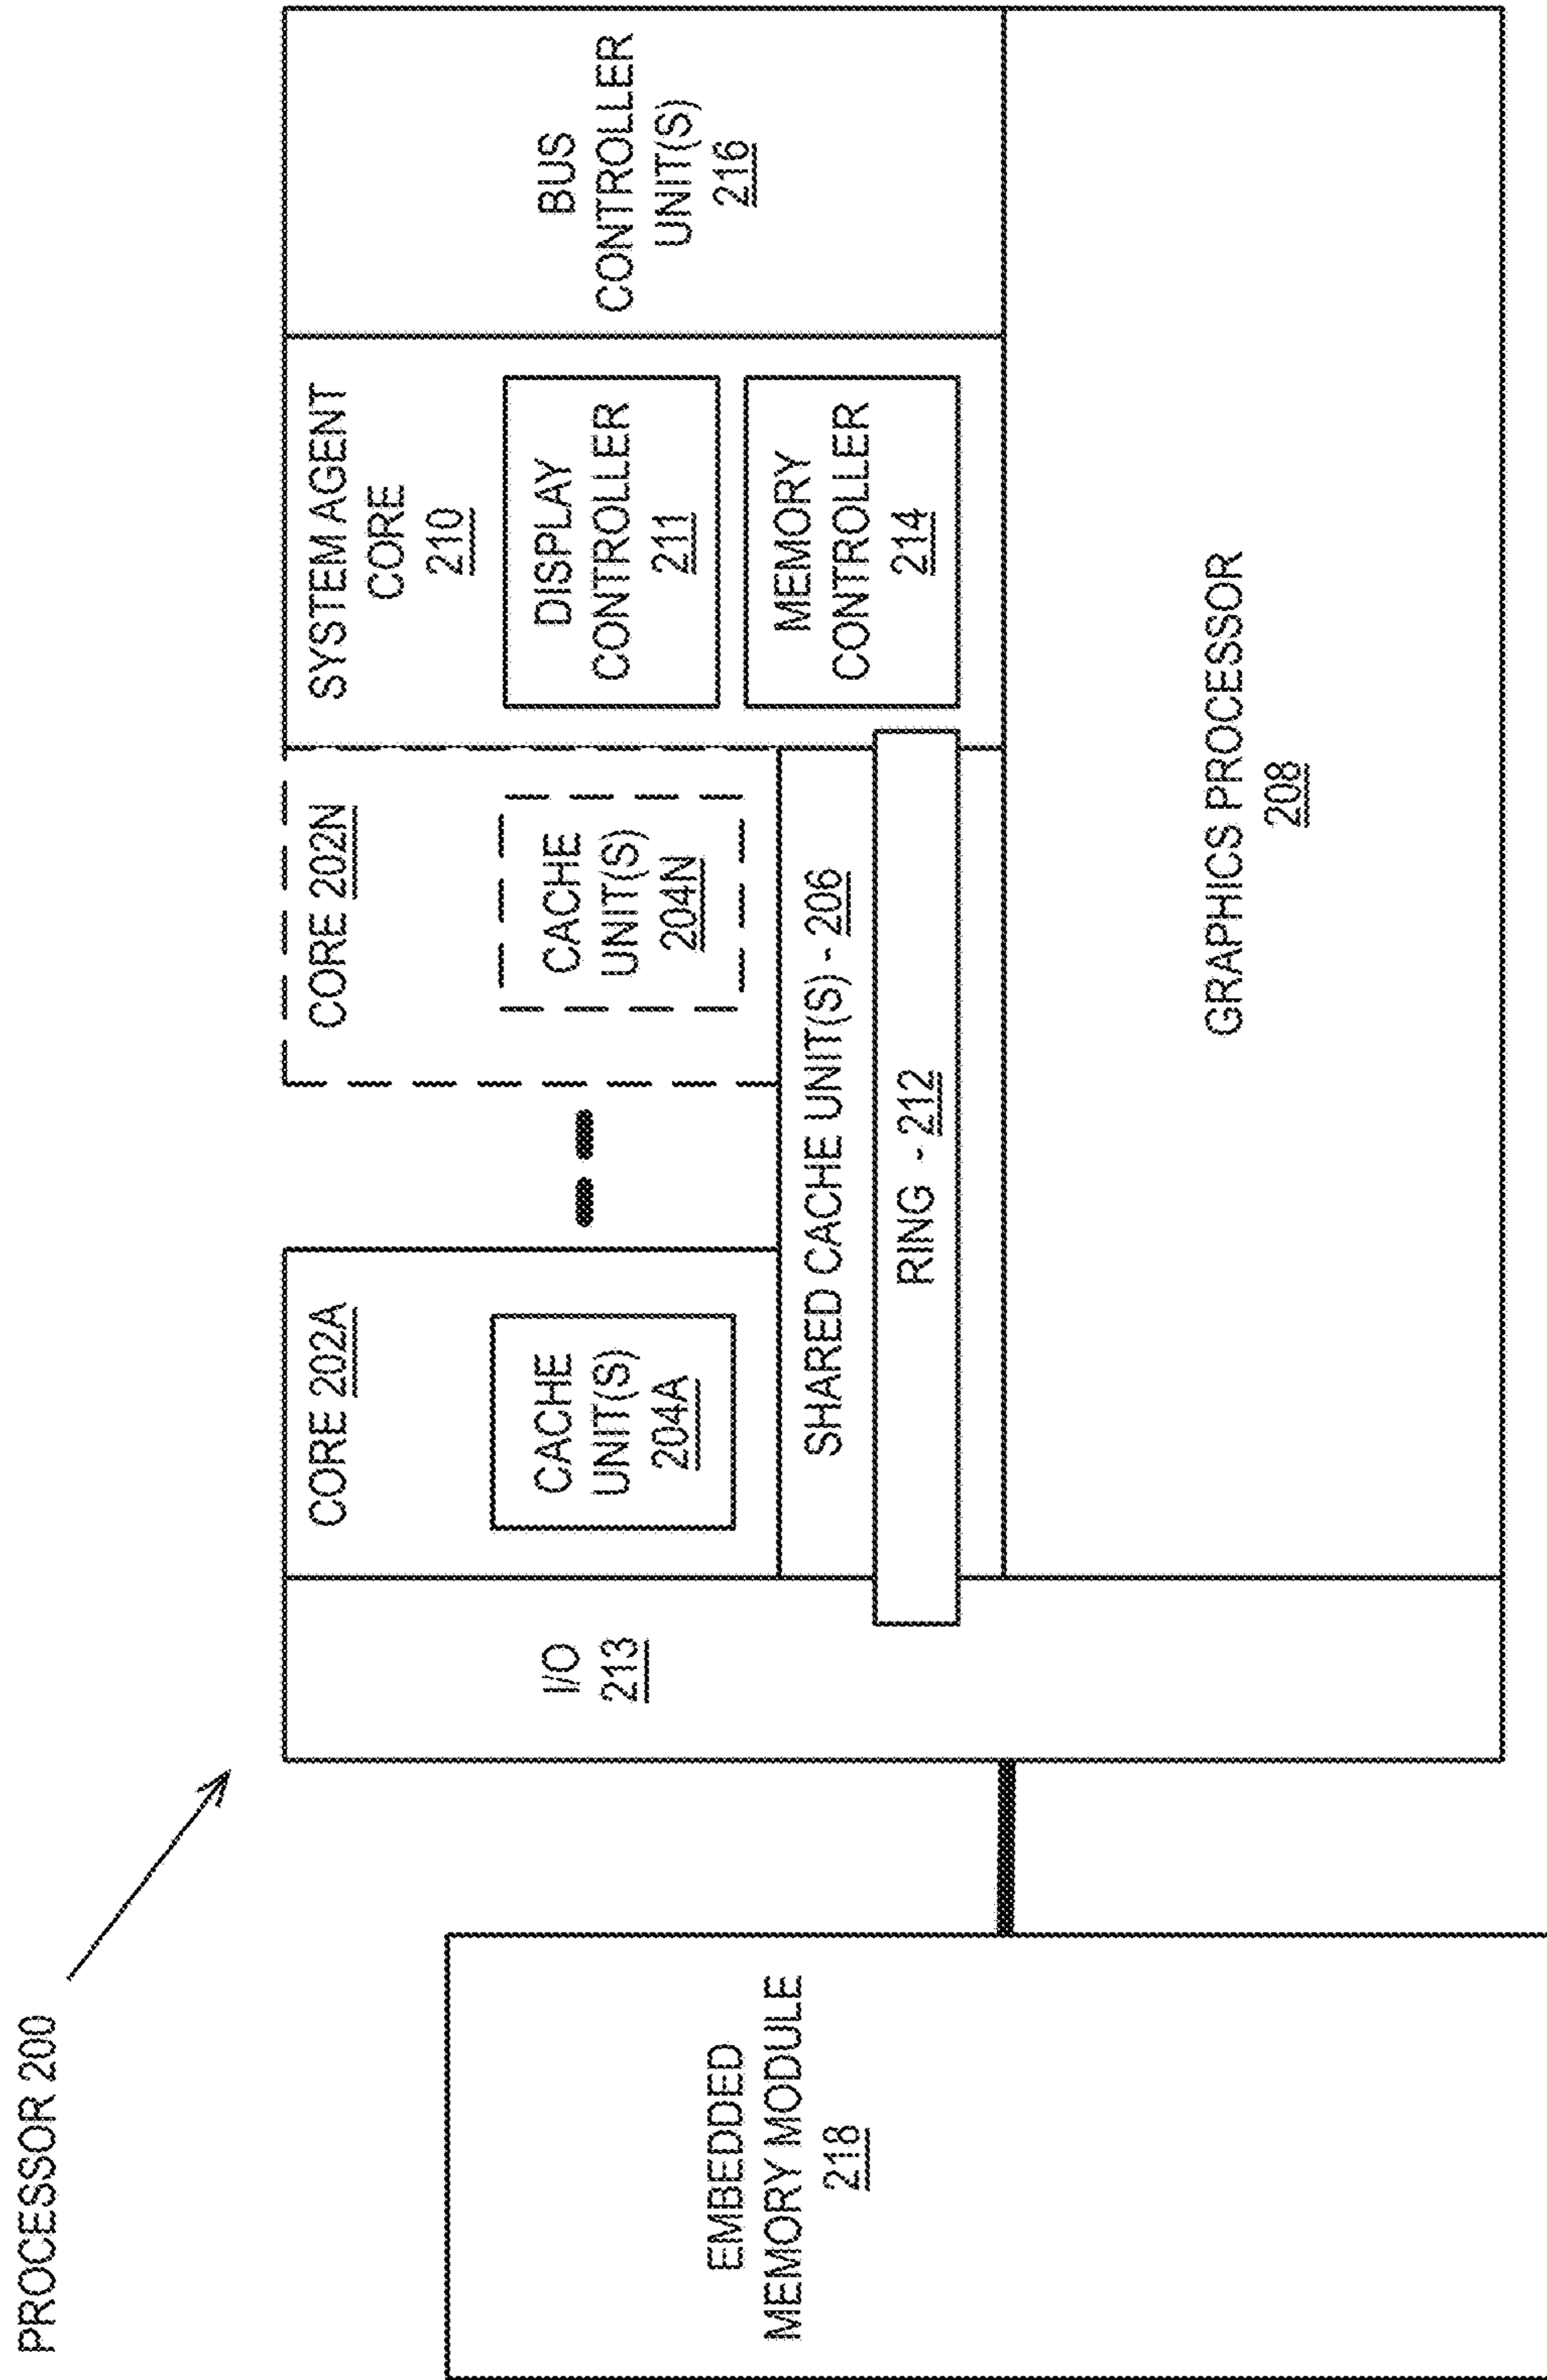 PROCESSOR 200
EMBEDDED
MEMORY MODULE
218
I/O
213
CORE 202A
CACHE
UNIT(S)
204A
CORE 202N
CACHE
UNIT(S)
204N
SHARED CACHE UNIT(S) - 206
RING - 212
SYSTEM AGENT
CORE
210
DISPLAY
CONTROLLER
211
MEMORY
CONTROLLER
214
BUS
CONTROLLER
UNIT(S)
216
GRAPHICS PROCESSOR
208